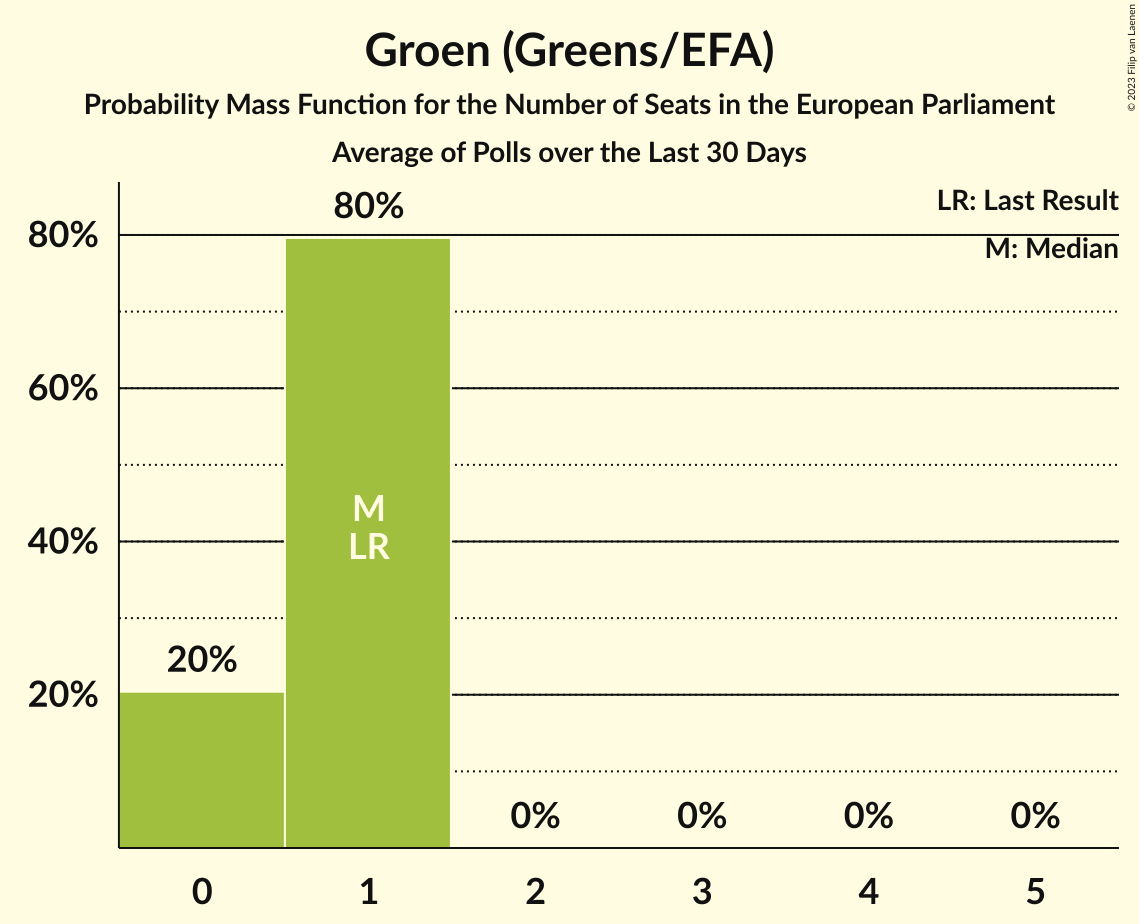 Groen (Greens/EFA)
Probability Mass Function for the Number of Seats in the European Parliament
Average of Polls over the Last 30 Days
© 2023 Filip van Laenen
LR: Last Result
M: Median
80%
60%
40%
20%
20%
80%
M
LR
0%
0%
0%
0%
0
1
2
3
4
5